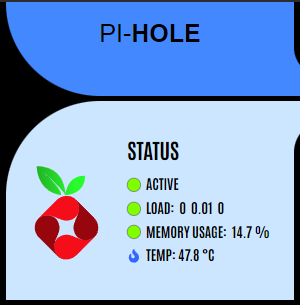 PI-HOLE
STATUS
ACTIVE
LOAD: 0 0.01 0
MEMORY USAGE: 14.7 %
TEMP: 47.8 °C